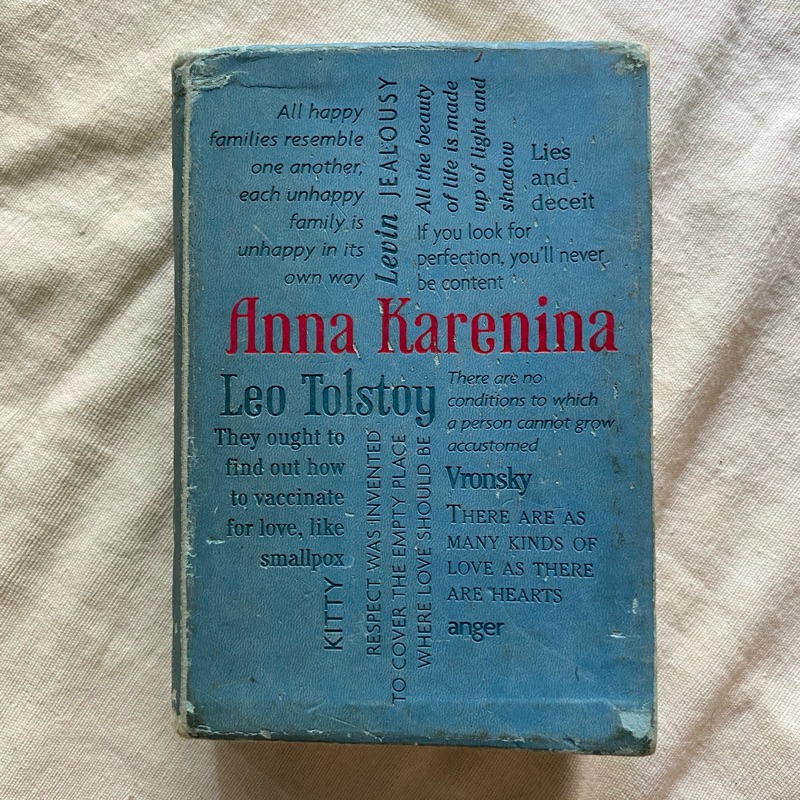 All happy
families resemble
one another,
each unhappy
family is
unhappy in its
own way
Levin JEALOUSY
All the beauty
of life is made
up of light and
shadow
Lies
and
deceit
If you look for
perfection, you'll never
be content
Anna Karenina
Leo Tolstoy
There are no
conditions to which
a person cannot grow
accustomed
They ought to
find out how
to vaccinate
for love, like
smallpox
KITTY
RESPECT WAS INVENTED
TO COVER THE EMPTY PLACE
WHERE LOVE SHOULD BE
Vronsky
THERE ARE AS
MANY KINDS OF
LOVE AS THERE
ARE HEARTS
anger